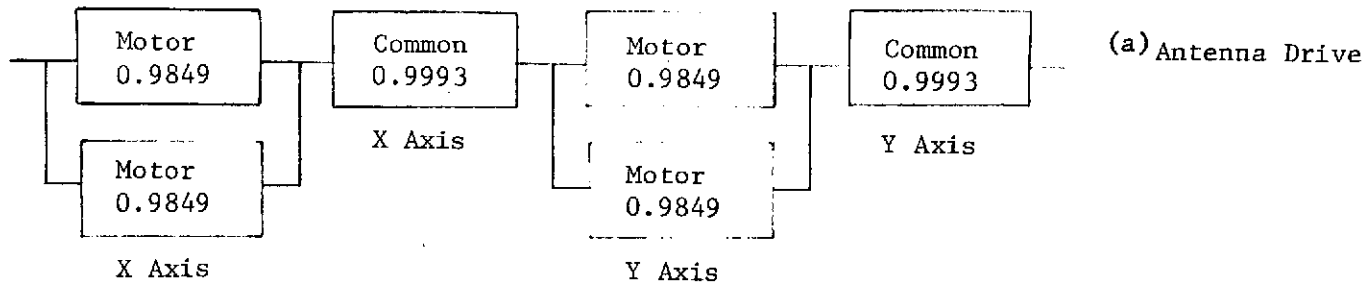 Motor
0.9849
Common
0.9993
Motor
0.9849
Common
0.9993
(a) Antenna Drive
X Axis
Y Axis
Motor
0.9849
Motor
0.9849
X Axis
Y Axis